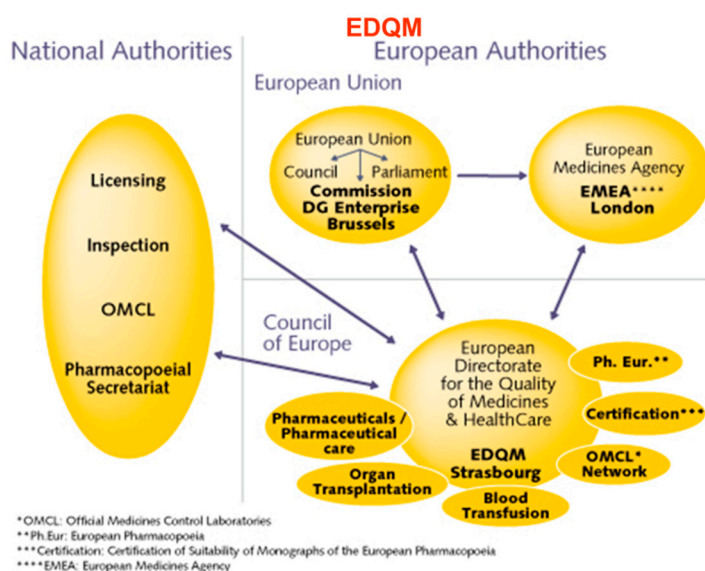 EDQM
National Authorities
European Authorities
European Union
Licensing
Inspection
OMCL
Pharmacopoeial
Secretariat
European Union
Council
Parliament
Commission
DG Enterprise
Brussels
European
Medicines Agency
EMEA****
London
Council
of Europe
European
Directorate
for the Quality
of Medicines
& HealthCare
EDQM
Strasbourg
Ph. Eur.**
Certification***
OMCL*
Network
Blood
Transfusion
Organ
Transplantation
Pharmaceuticals /
Pharmaceutical
care
*OMCL: Official Medicines Control Laboratories
**Ph.Eur: European Pharmacopoeia
***Certification: Certification of Suitability of Monographs of the European Pharmacopoeia
****EMEA: European Medicines Agency